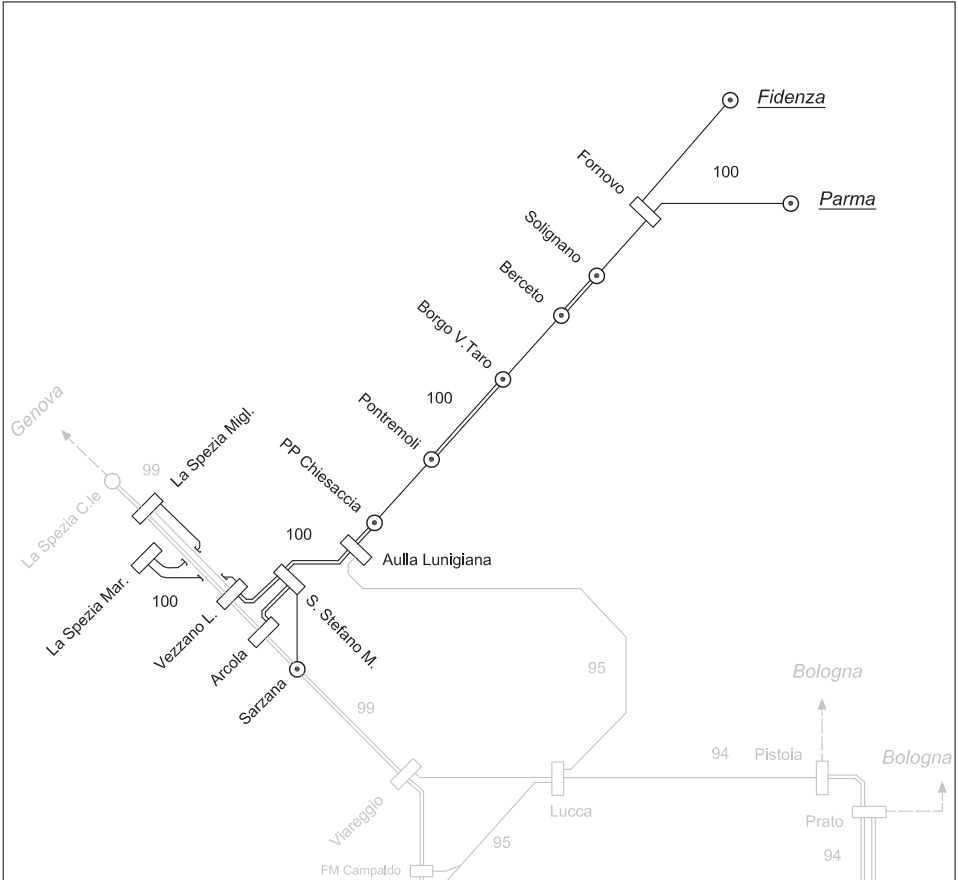 Fidenza
Fornovo
100
Parma
Solignano
Berceto
Borgo V.Taro
100
Pontremoli
Genova
La Spezia Migl.
PP Chiesaccia
99
La Spezia C.le
100
Aulla Lunigiana
La Spezia Mar.
100
Vezzano L.
S. Stefano M.
Arcola
Sarzana
95
Bologna
99
94
Pistoia
Bologna
Viareggio
Lucca
Prato
95
94
FM Campaldo